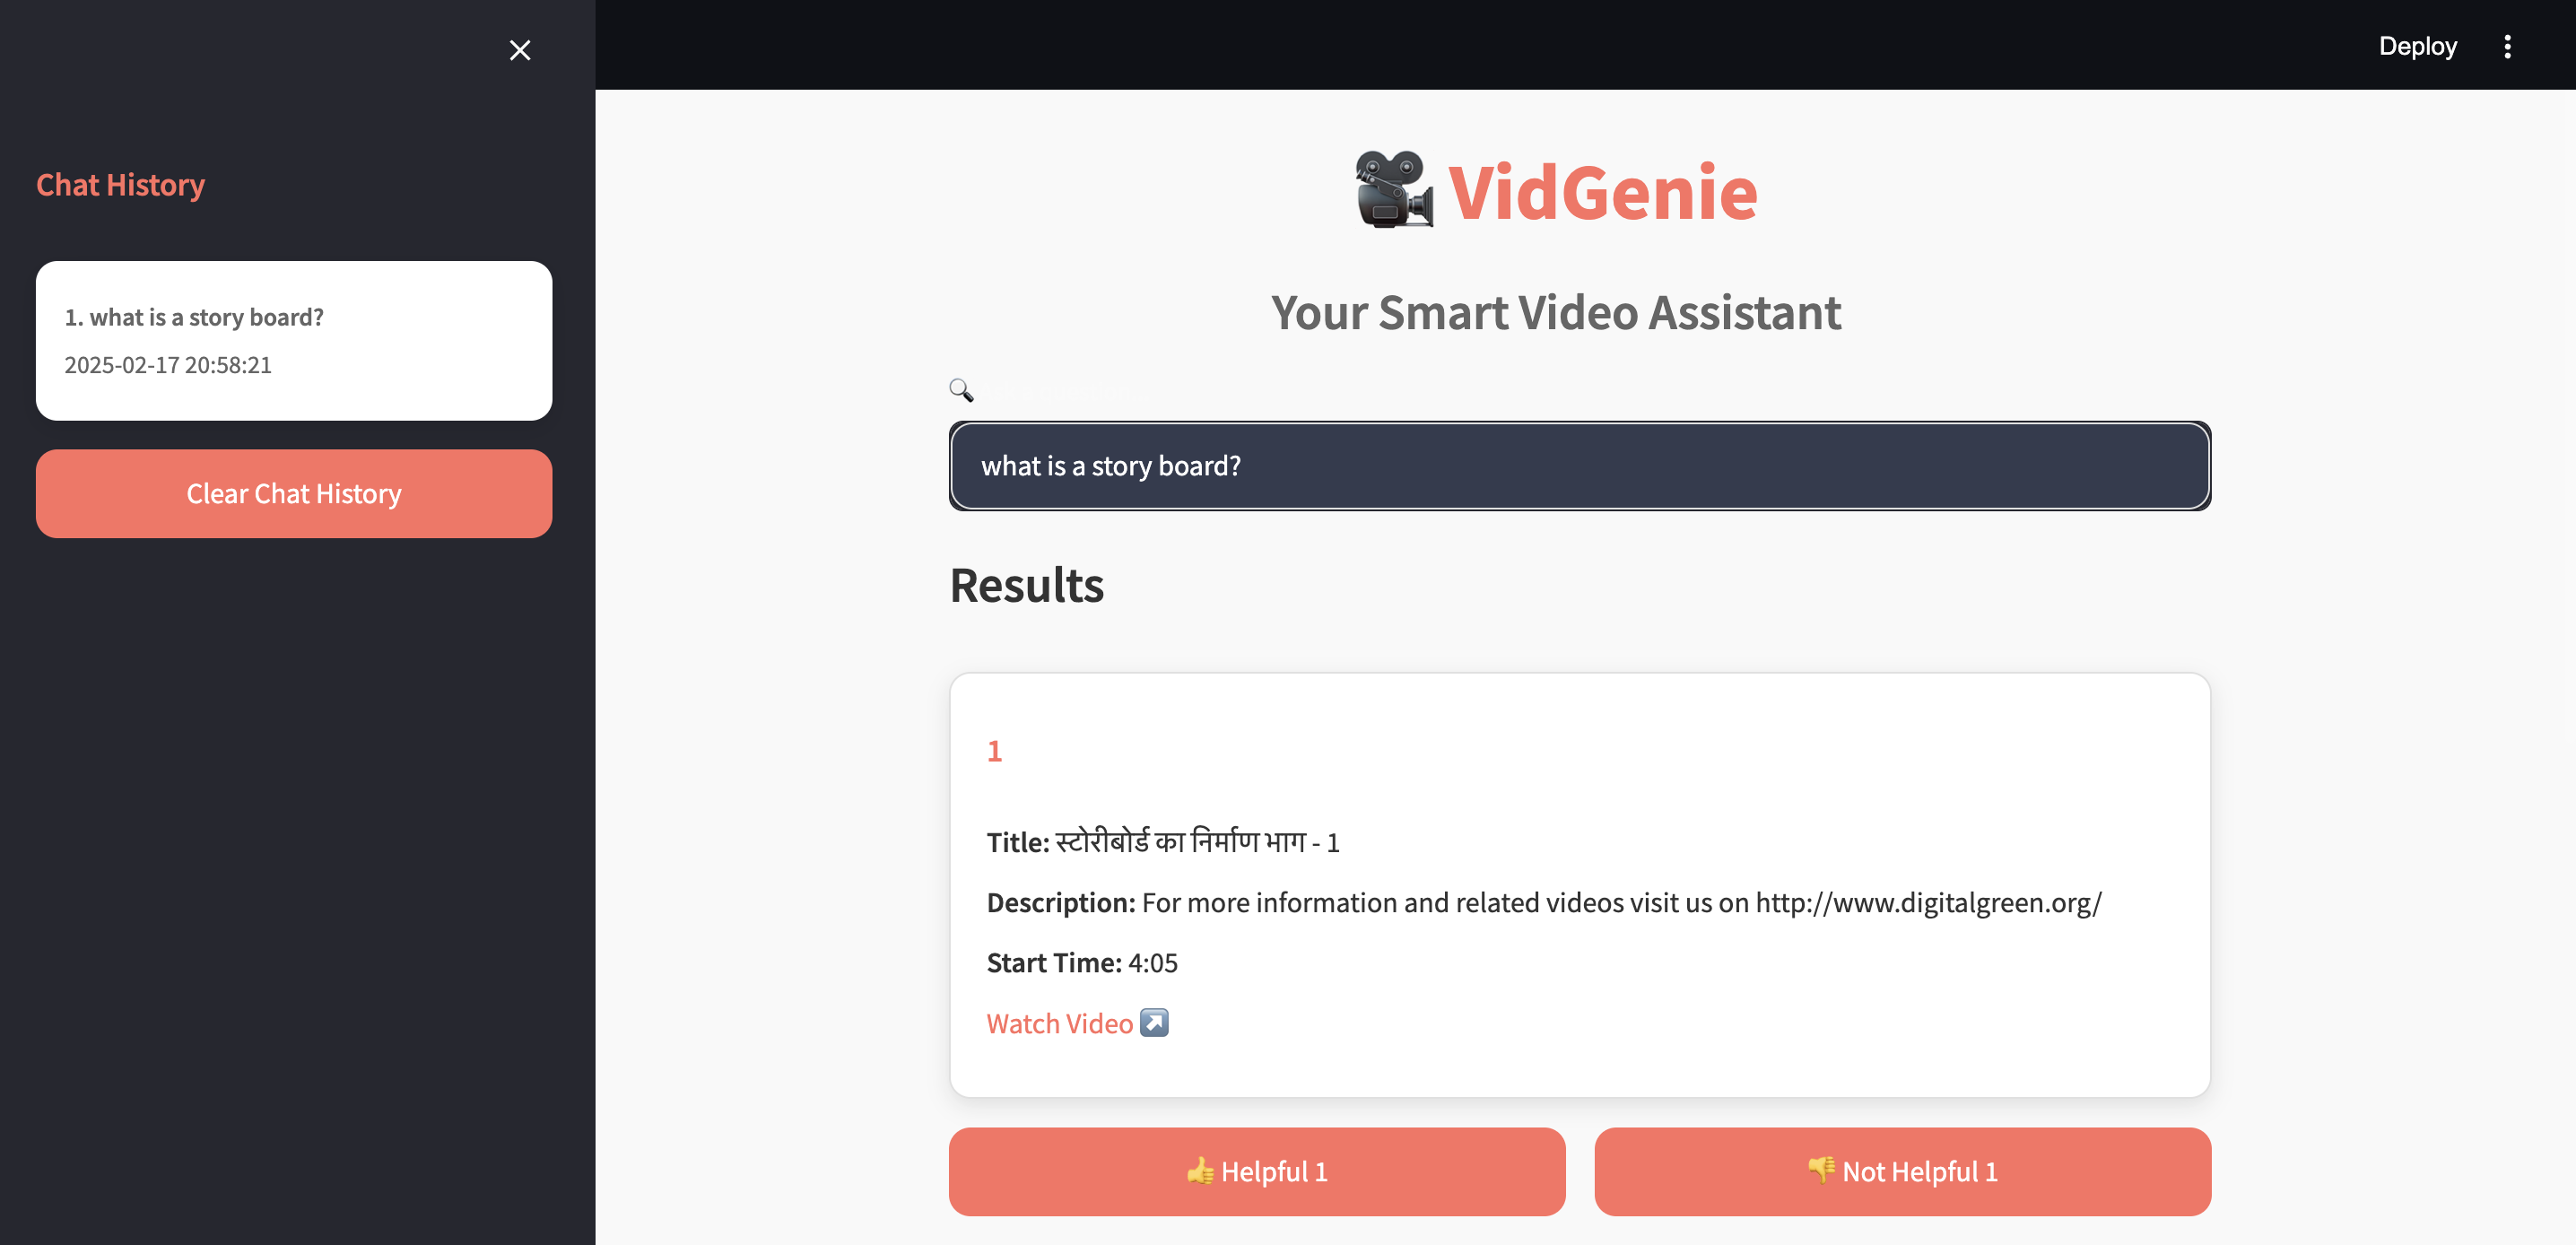 Deploy
Chat History
1. what is a story board?
2025-02-17 20:58:21
Clear Chat History
VidGenie
Your Smart Video Assistant
what is a story board?
Results
1
Title: स्टोरीबोर्ड का निर्माण भाग - 1
Description: For more information and related videos visit us on http://www.digitalgreen.org/
Start Time: 4:05
Watch Video
Helpful 1
Not Helpful 1